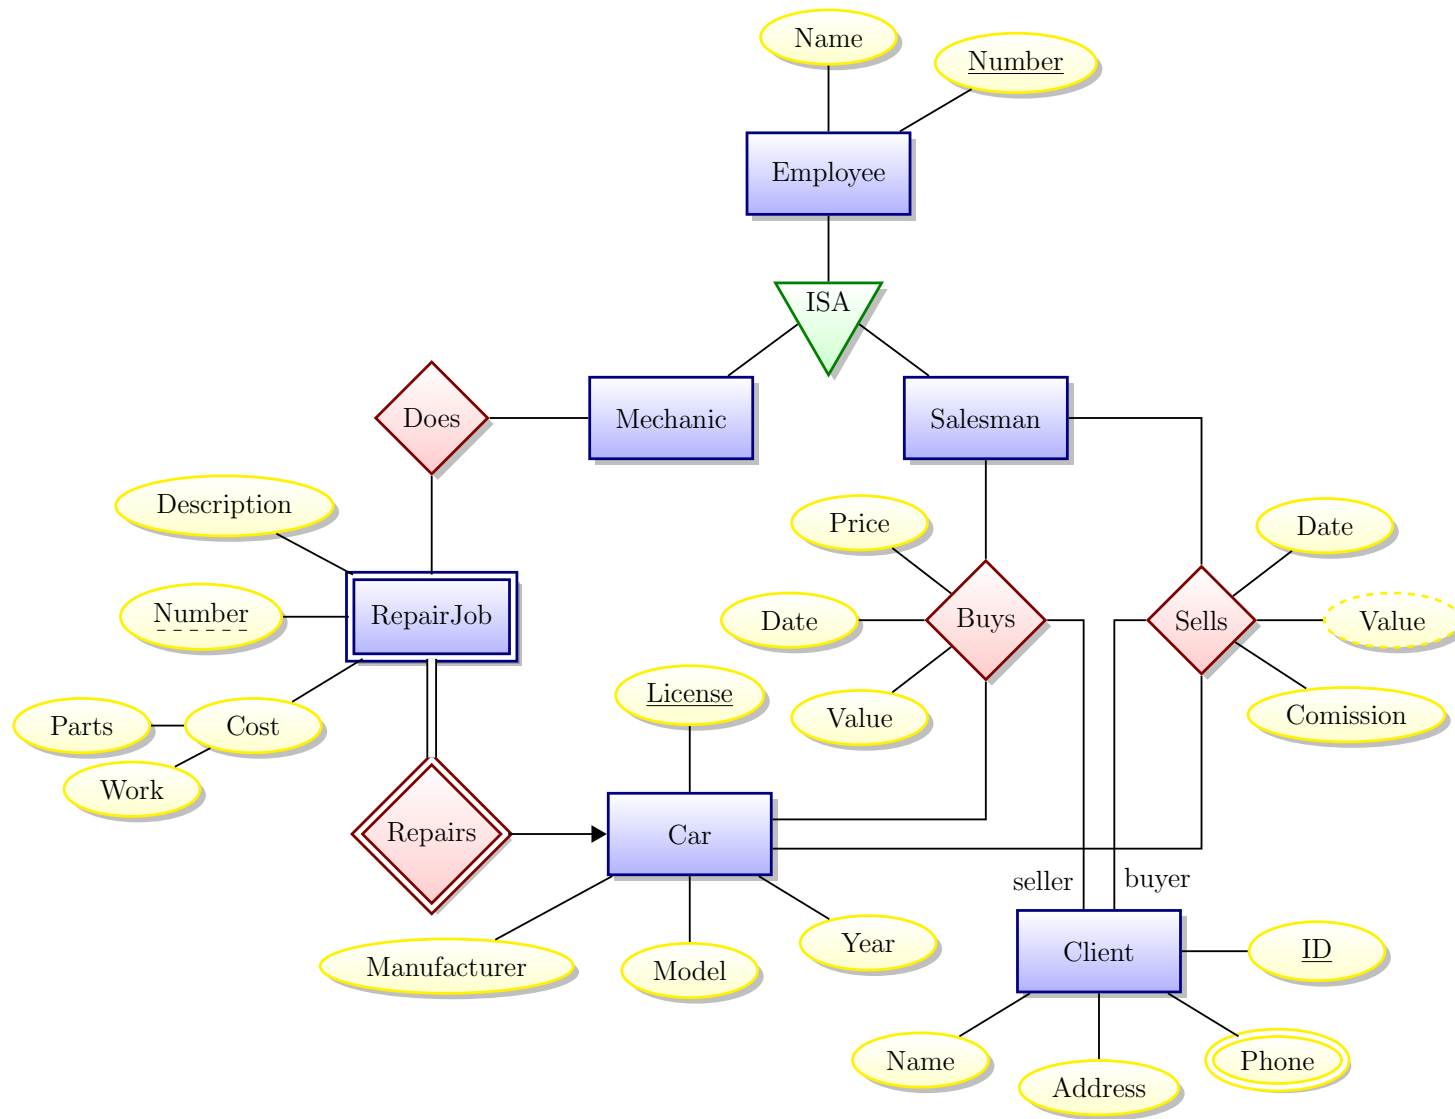 Name
Number
Employee
ISA
Does
Mechanic
Salesman
Description
Price
Date
Number
RepairJob
Date
Buys
Sells
Value
License
Parts
Cost
Value
Comission
Work
Repairs
Car
seller
buyer
Manufacturer
Model
Year
Client
ID
Name
Address
Phone